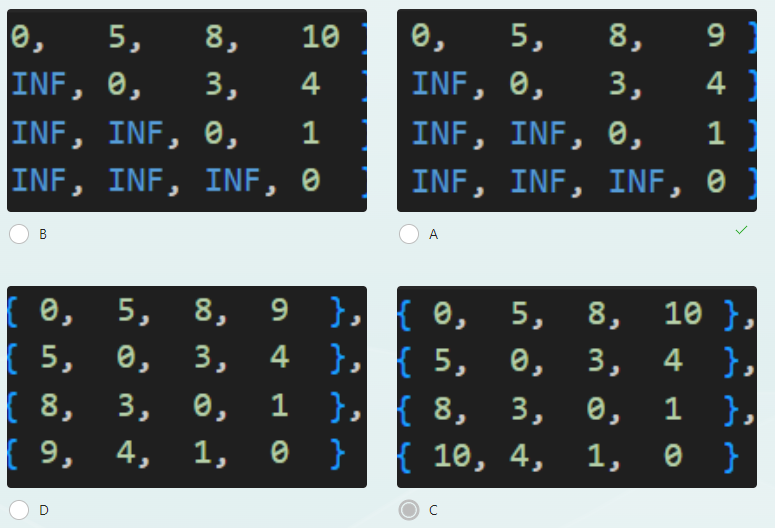 0, 5, 8, 10 }
INF, 0, 3, 4 }
INF, INF, 0, 1 }
INF, INF, INF, 0 }
B
0, 5, 8, 9 }
INF, 0, 3, 4 }
INF, INF, 0, 1 }
INF, INF, INF, 0 }
A
{ 0, 5, 8, 9 },
{ 5, 0, 3, 4 },
{ 8, 3, 0, 1 },
{ 9, 4, 1, 0 }
D
{ 0, 5, 8, 10 },
{ 5, 0, 3, 4 },
{ 8, 3, 0, 1 },
{ 10, 4, 1, 0 }
C